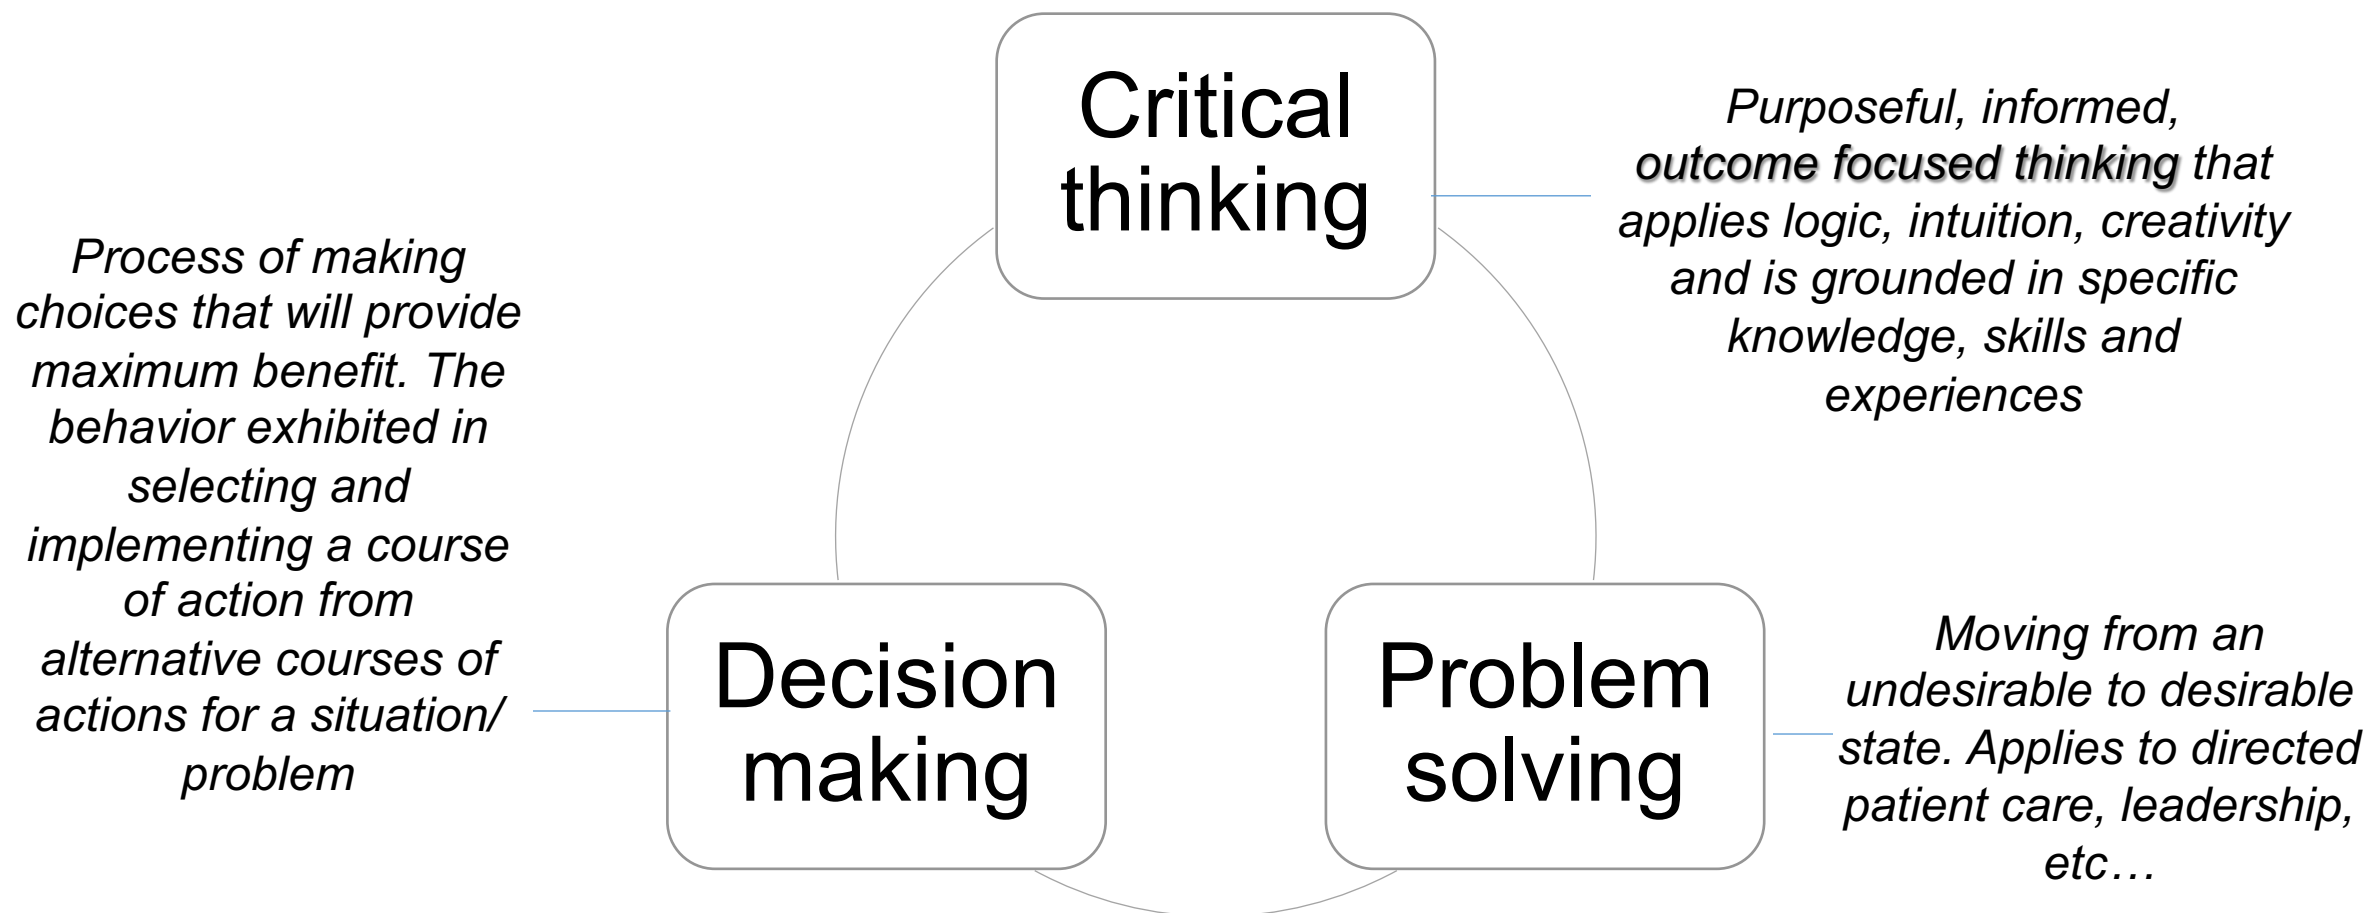 Critical
thinking
Purposeful, informed,
outcome focused thinking that
applies logic, intuition, creativity
and is grounded in specific
knowledge, skills and
experiences
Process of making
choices that will provide
maximum benefit. The
behavior exhibited in
selecting and
implementing a course
of action from
alternative courses of
actions for a situation/
problem
Decision
making
Problem
solving
Moving from an
undesirable to desirable
state. Applies to directed
patient care, leadership,
etc…